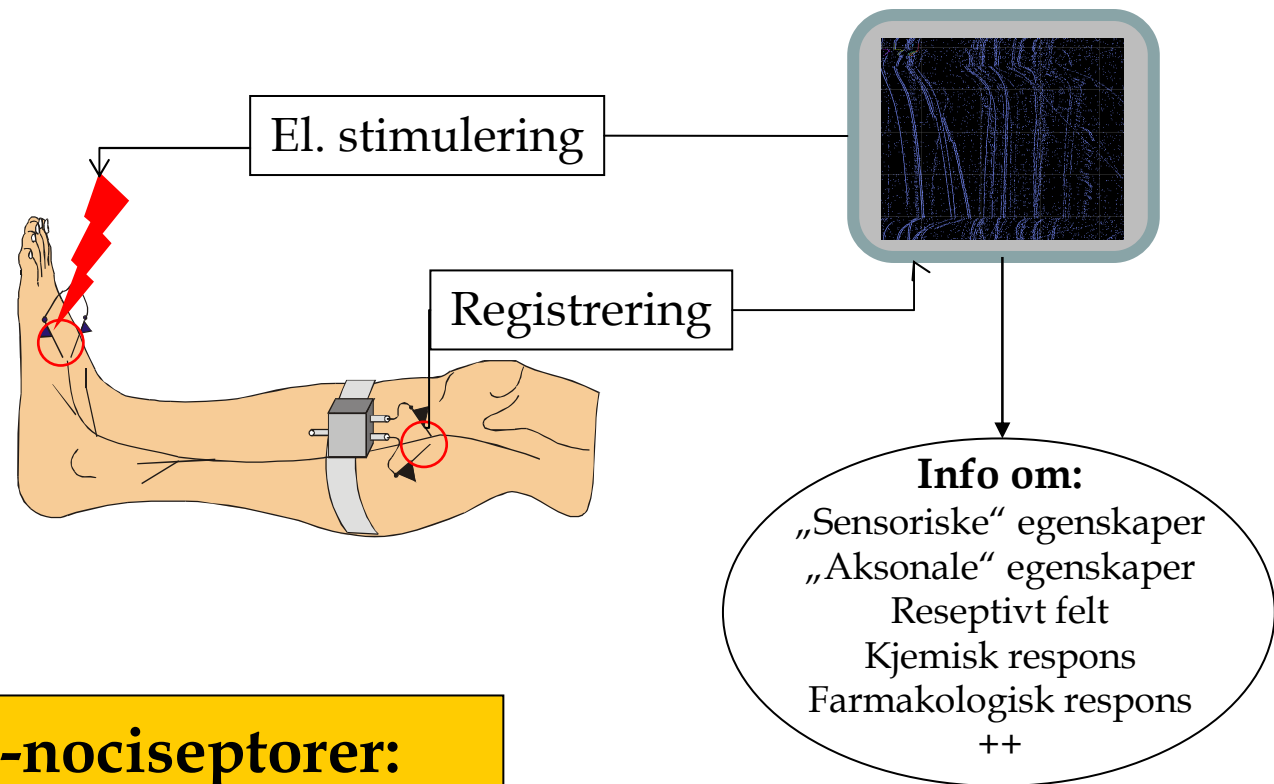 El. stimulering
Registrering
Info om:
„Sensoriske“ egenskaper
„Aksonale“ egenskaper
Reseptivt felt
Kjemisk respons
Farmakologisk respons
++
-nociseptorer: